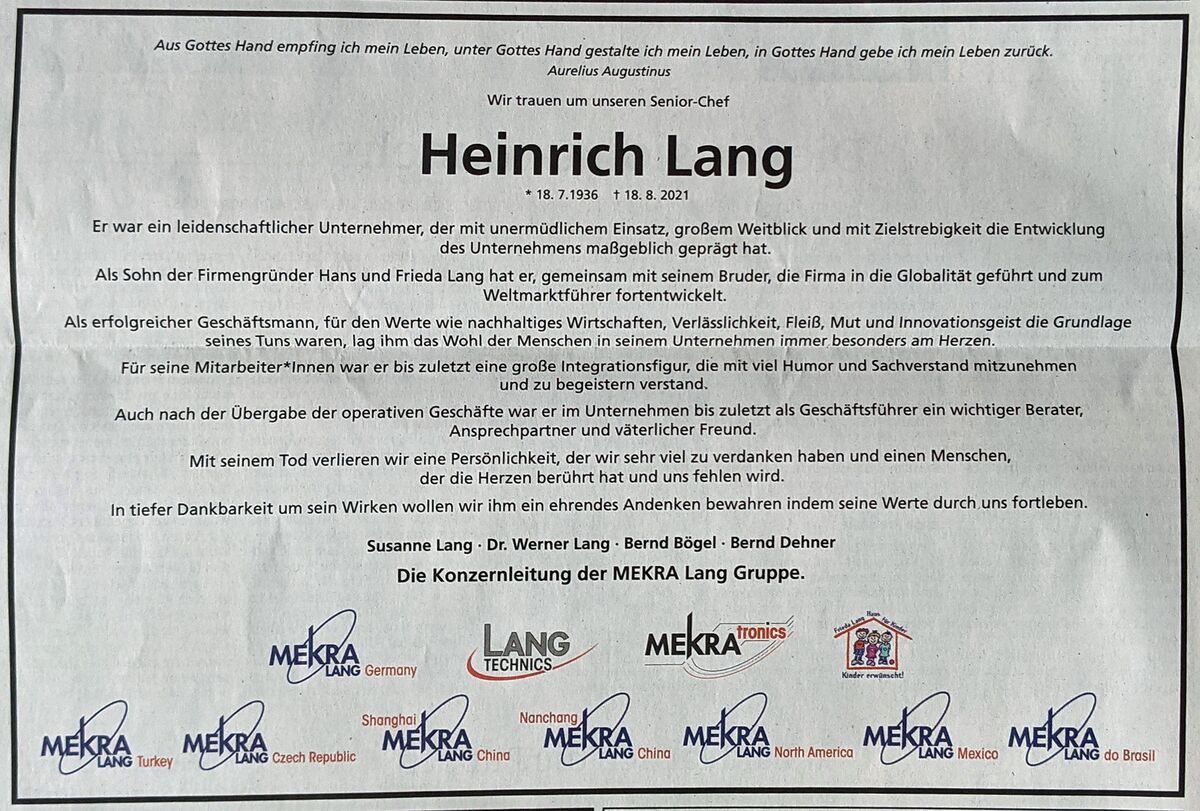 Aus Gottes Hand empfing ich mein Leben, unter Gottes Hand gestalte ich mein Leben, in Gottes Hand gebe ich mein Leben zurück.
Aurelius Augustinus
Wir trauen um unseren Senior-Chef
Heinrich Lang
* 18.7.1936 † 18. 8. 2021
Er war ein leidenschaftlicher Unternehmer, der mit unermüdlichem Einsatz, großem Weitblick und mit Zielstrebigkeit die Entwicklung
des Unternehmens maßgeblich geprägt hat.
Als Sohn der Firmengründer Hans und Frieda Lang hat er, gemeinsam mit seinem Bruder, die Firma in die Globalität geführt und zum
Weltmarktführer fortentwickelt.
Als erfolgreicher Geschäftsmann, für den Werte wie nachhaltiges Wirtschaften, Verlässlichkeit, Fleiß, Mut und Innovationsgeist die Grundlage
seines Tuns waren, lag ihm das Wohl der Menschen in seinem Unternehmen immer besonders am Herzen.
Für seine Mitarbeiter*Innen war er bis zuletzt eine große Integrationsfigur, die mit viel Humor und Sachverstand mitzunehmen
und zu begeistern verstand.
Auch nach der Übergabe der operativen Geschäfte war er im Unternehmen bis zuletzt als Geschäftsführer ein wichtiger Berater,
Ansprechpartner und väterlicher Freund.
Mit seinem Tod verlieren wir eine Persönlichkeit, der wir sehr viel zu verdanken haben und einen Menschen,
der die Herzen berührt hat und uns fehlen wird.
In tiefer Dankbarkeit um sein Wirken wollen wir ihm ein ehrendes Andenken bewahren indem seine Werte durch uns fortleben.
Susanne Lang · Dr. Werner Lang · Bernd Bögel · Bernd Dehner
Die Konzernleitung der MEKRA Lang Gruppe.
MEKRA LANG Germany
LANG TECHNICS
MEKRA tronics
Frieda Lang Haus für Kinder
Kinder erwünscht!
MEKRA LANG Turkey
MEKRA LANG Czech Republic
Shanghai MEKRA LANG China
Nanchang MEKRA LANG China
MEKRA LANG North America
MEKRA LANG Mexico
MEKRA LANG do Brasil